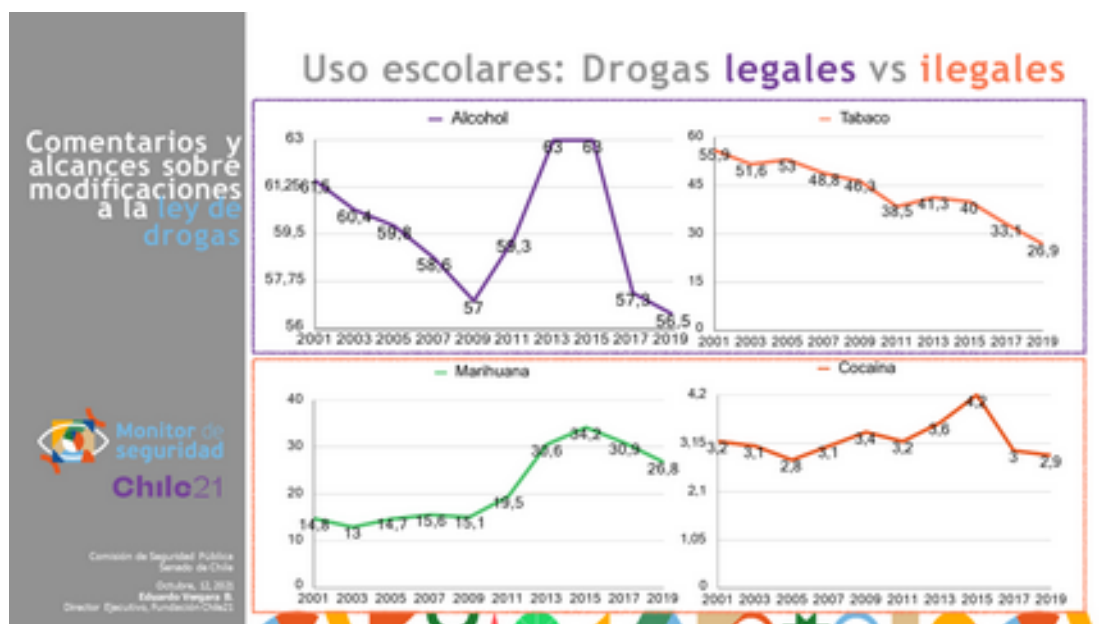 Uso escolares: Drogas legales vs ilegales
Comentarios y
alcances sobre
modificaciones
a la ley de
drogas
Alcohol
63
61,25
59,5
57,75
56
61,5
60,4
59,8
58,6
57
59,3
63
63
57,3
56,5
2001 2003 2005 2007 2009 2011 2013 2015 2017 2019
Tabaco
60
45
30
15
0
55,9
51,6
53
48,8
46,3
38,5
41,3
40
33,1
26,9
2001 2003 2005 2007 2009 2011 2013 2015 2017 2019
Marihuana
40
30
20
10
0
14,8
13
14,7
15,6
15,1
19,5
30,6
34,2
30,9
26,8
2001 2003 2005 2007 2009 2011 2013 2015 2017 2019
Cocaína
4,2
3,15
2,1
1,05
0
3,2
3,1
2,8
3,1
3,4
3,2
3,6
4,2
3
2,9
2001 2003 2005 2007 2009 2011 2013 2015 2017 2019
Monitor de
seguridad
Chile21
Comisión de Seguridad Pública
Senado de Chile
Octubre, 12, 2021
Eduardo Vergara B.
Director Ejecutivo, Fundación Chile21